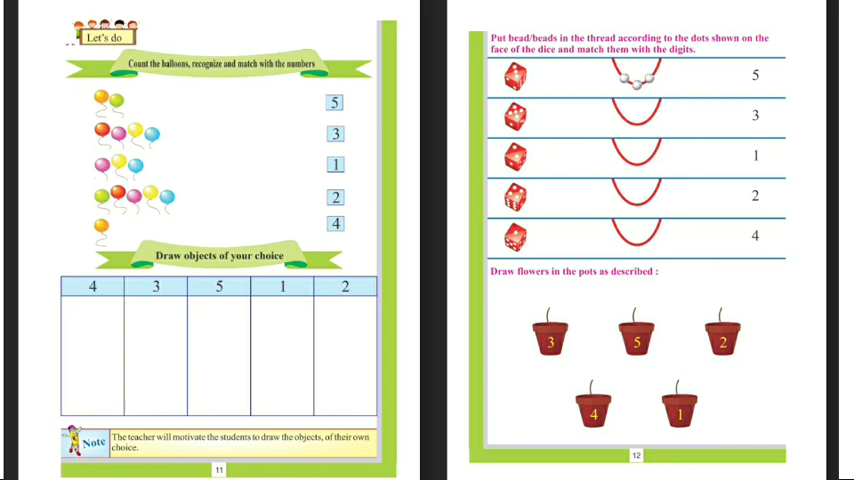 Let's do
Count the balloons, recognize and match with the numbers
5
3
1
2
4
Draw objects of your choice
4 3 5 1 2
Note
The teacher will motivate the students to draw the objects, of their own
choice.
11
Put bead/beads in the thread according to the dots shown on the
face of the dice and match them with the digits.
5
3
1
2
4
Draw flowers in the pots as described :
3 5 2
4 1
12